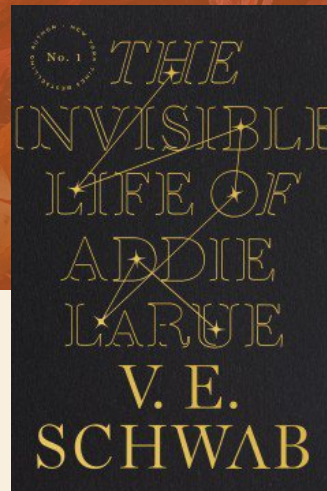 No. 1 NEW YORK TIMES BESTSELLING AUTHOR
THE
INVISIBLE
LIFE OF
ADDIE
LARUE
V. E.
SCHWAB